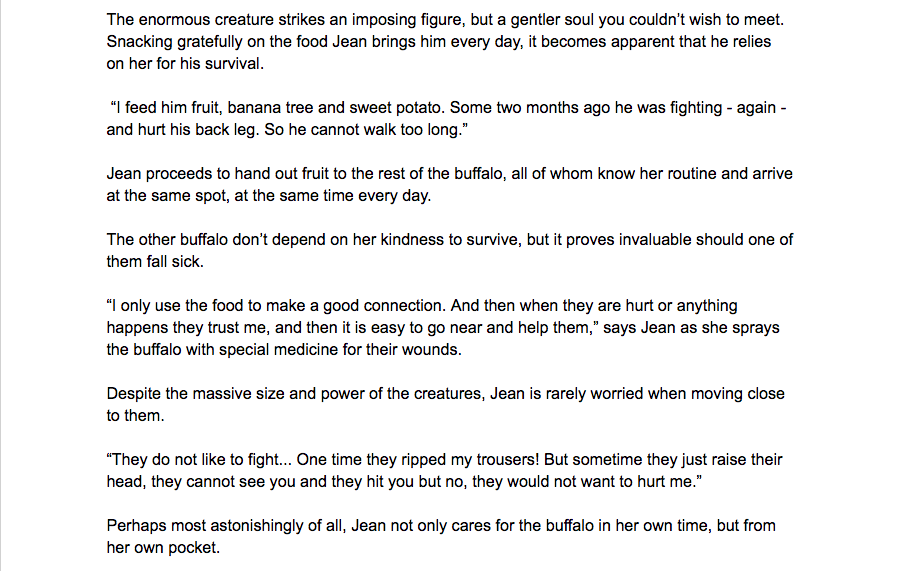 The enormous creature strikes an imposing figure, but a gentler soul you couldn’t wish to meet.
Snacking gratefully on the food Jean brings him every day, it becomes apparent that he relies
on her for his survival.
“I feed him fruit, banana tree and sweet potato. Some two months ago he was fighting - again -
and hurt his back leg. So he cannot walk too long.”
Jean proceeds to hand out fruit to the rest of the buffalo, all of whom know her routine and arrive
at the same spot, at the same time every day.
The other buffalo don’t depend on her kindness to survive, but it proves invaluable should one of
them fall sick.
“I only use the food to make a good connection. And then when they are hurt or anything
happens they trust me, and then it is easy to go near and help them,” says Jean as she sprays
the buffalo with special medicine for their wounds.
Despite the massive size and power of the creatures, Jean is rarely worried when moving close
to them.
“They do not like to fight... One time they ripped my trousers! But sometime they just raise their
head, they cannot see you and they hit you but no, they would not want to hurt me.”
Perhaps most astonishingly of all, Jean not only cares for the buffalo in her own time, but from
her own pocket.